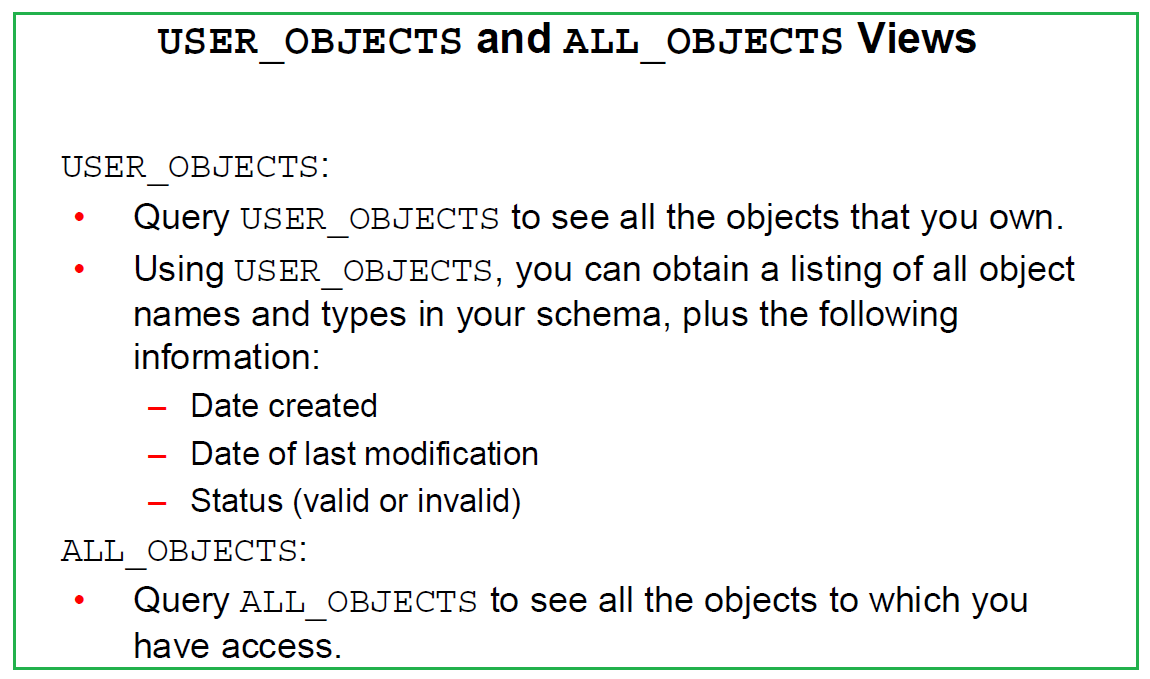 USER_OBJECTS and ALL_OBJECTS Views
USER_OBJECTS:
• Query USER_OBJECTS to see all the objects that you own.
• Using USER_OBJECTS, you can obtain a listing of all object
names and types in your schema, plus the following
information:
– Date created
– Date of last modification
– Status (valid or invalid)
ALL_OBJECTS:
• Query ALL_OBJECTS to see all the objects to which you
have access.